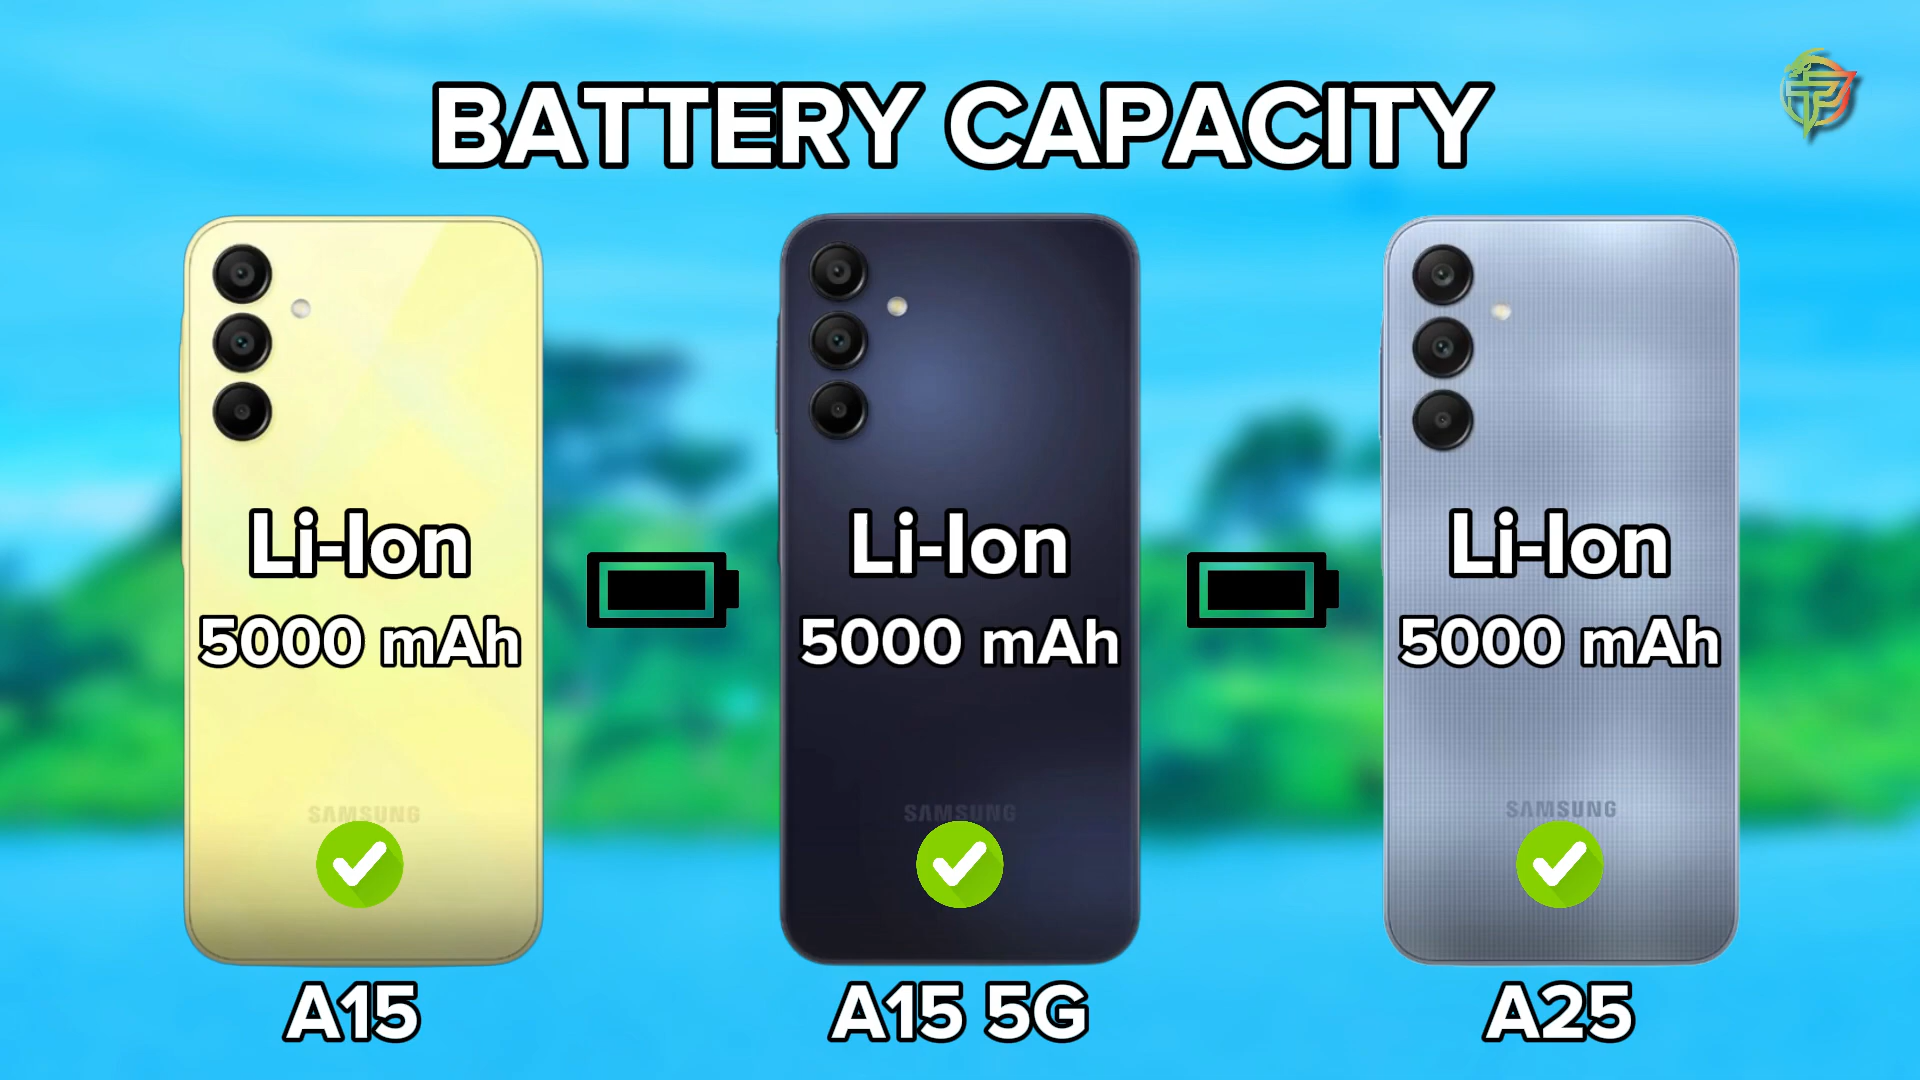 BATTERY CAPACITY
Li-Ion
5000 mAh
SAMSUNG
A15
Li-Ion
5000 mAh
SAMSUNG
A15 5G
Li-Ion
5000 mAh
SAMSUNG
A25